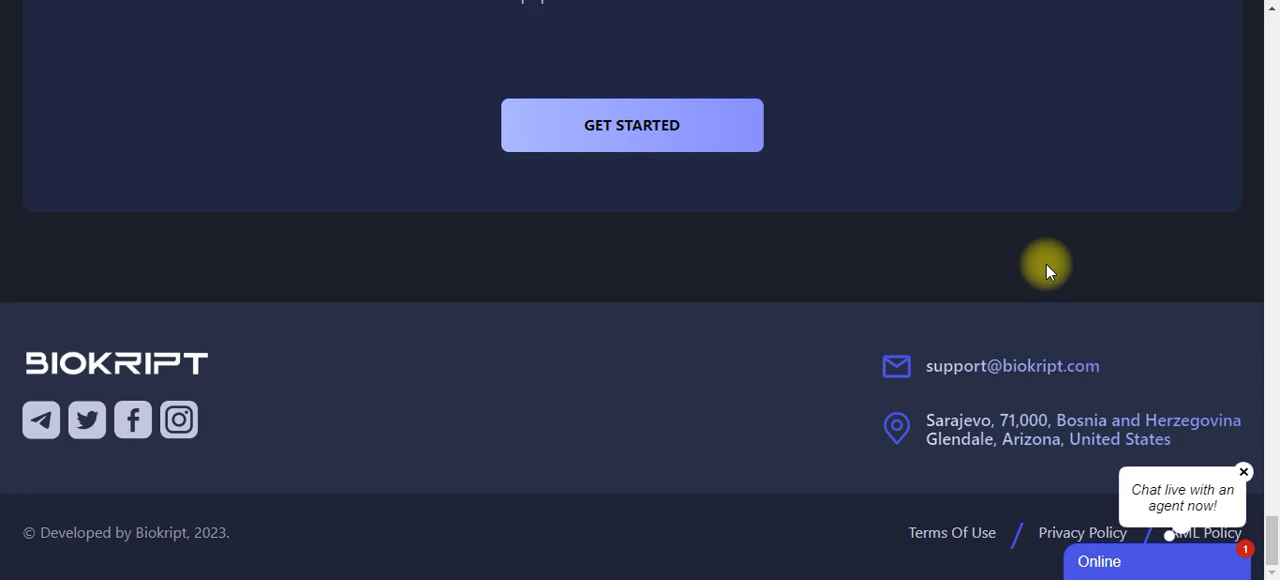 GET STARTED
BIOKRIPT
support@biokript.com
Sarajevo, 71,000, Bosnia and Herzegovina
Glendale, Arizona, United States
Chat live with an
agent now!
© Developed by Biokript, 2023.
Terms Of Use
Privacy Policy
AML Policy
Online
1